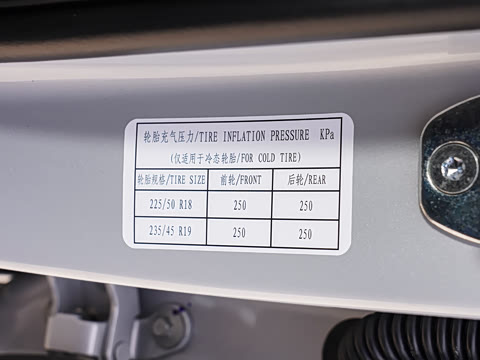 轮胎充气压力/TIRE INFLATION PRESSURE KPa
(仅适用于冷态轮胎/FOR COLD TIRE)
轮胎规格/TIRE SIZE 前轮/FRONT 后轮/REAR
225/50 R18 250 250
235/45 R19 250 250